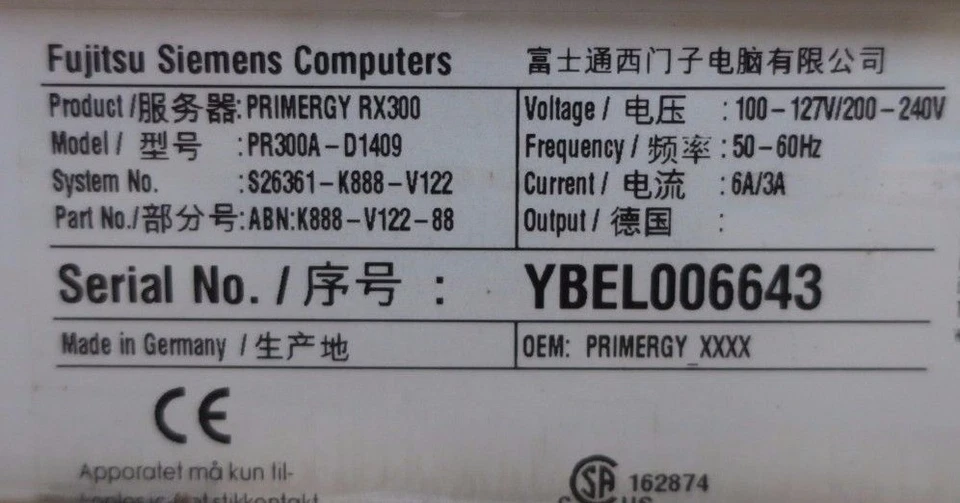 Fujitsu Siemens Computers 富士通西门子电脑有限公司
Product /服务器: PRIMERGY RX300
Model / 型号 : PR300A-D1409
System No. : S26361-K888-V122
Part No./部分号: ABN:K888-V122-88
Voltage / 电压 : 100-127V/200-240V
Frequency / 频率 : 50-60Hz
Current / 电流 : 6A/3A
Output / 德国 :
Serial No. / 序号 : YBEL006643
Made in Germany / 生产地
OEM: PRIMERGY_XXXX
CE
Apparatet må kun til-
stikkontakt
SA 162874
US